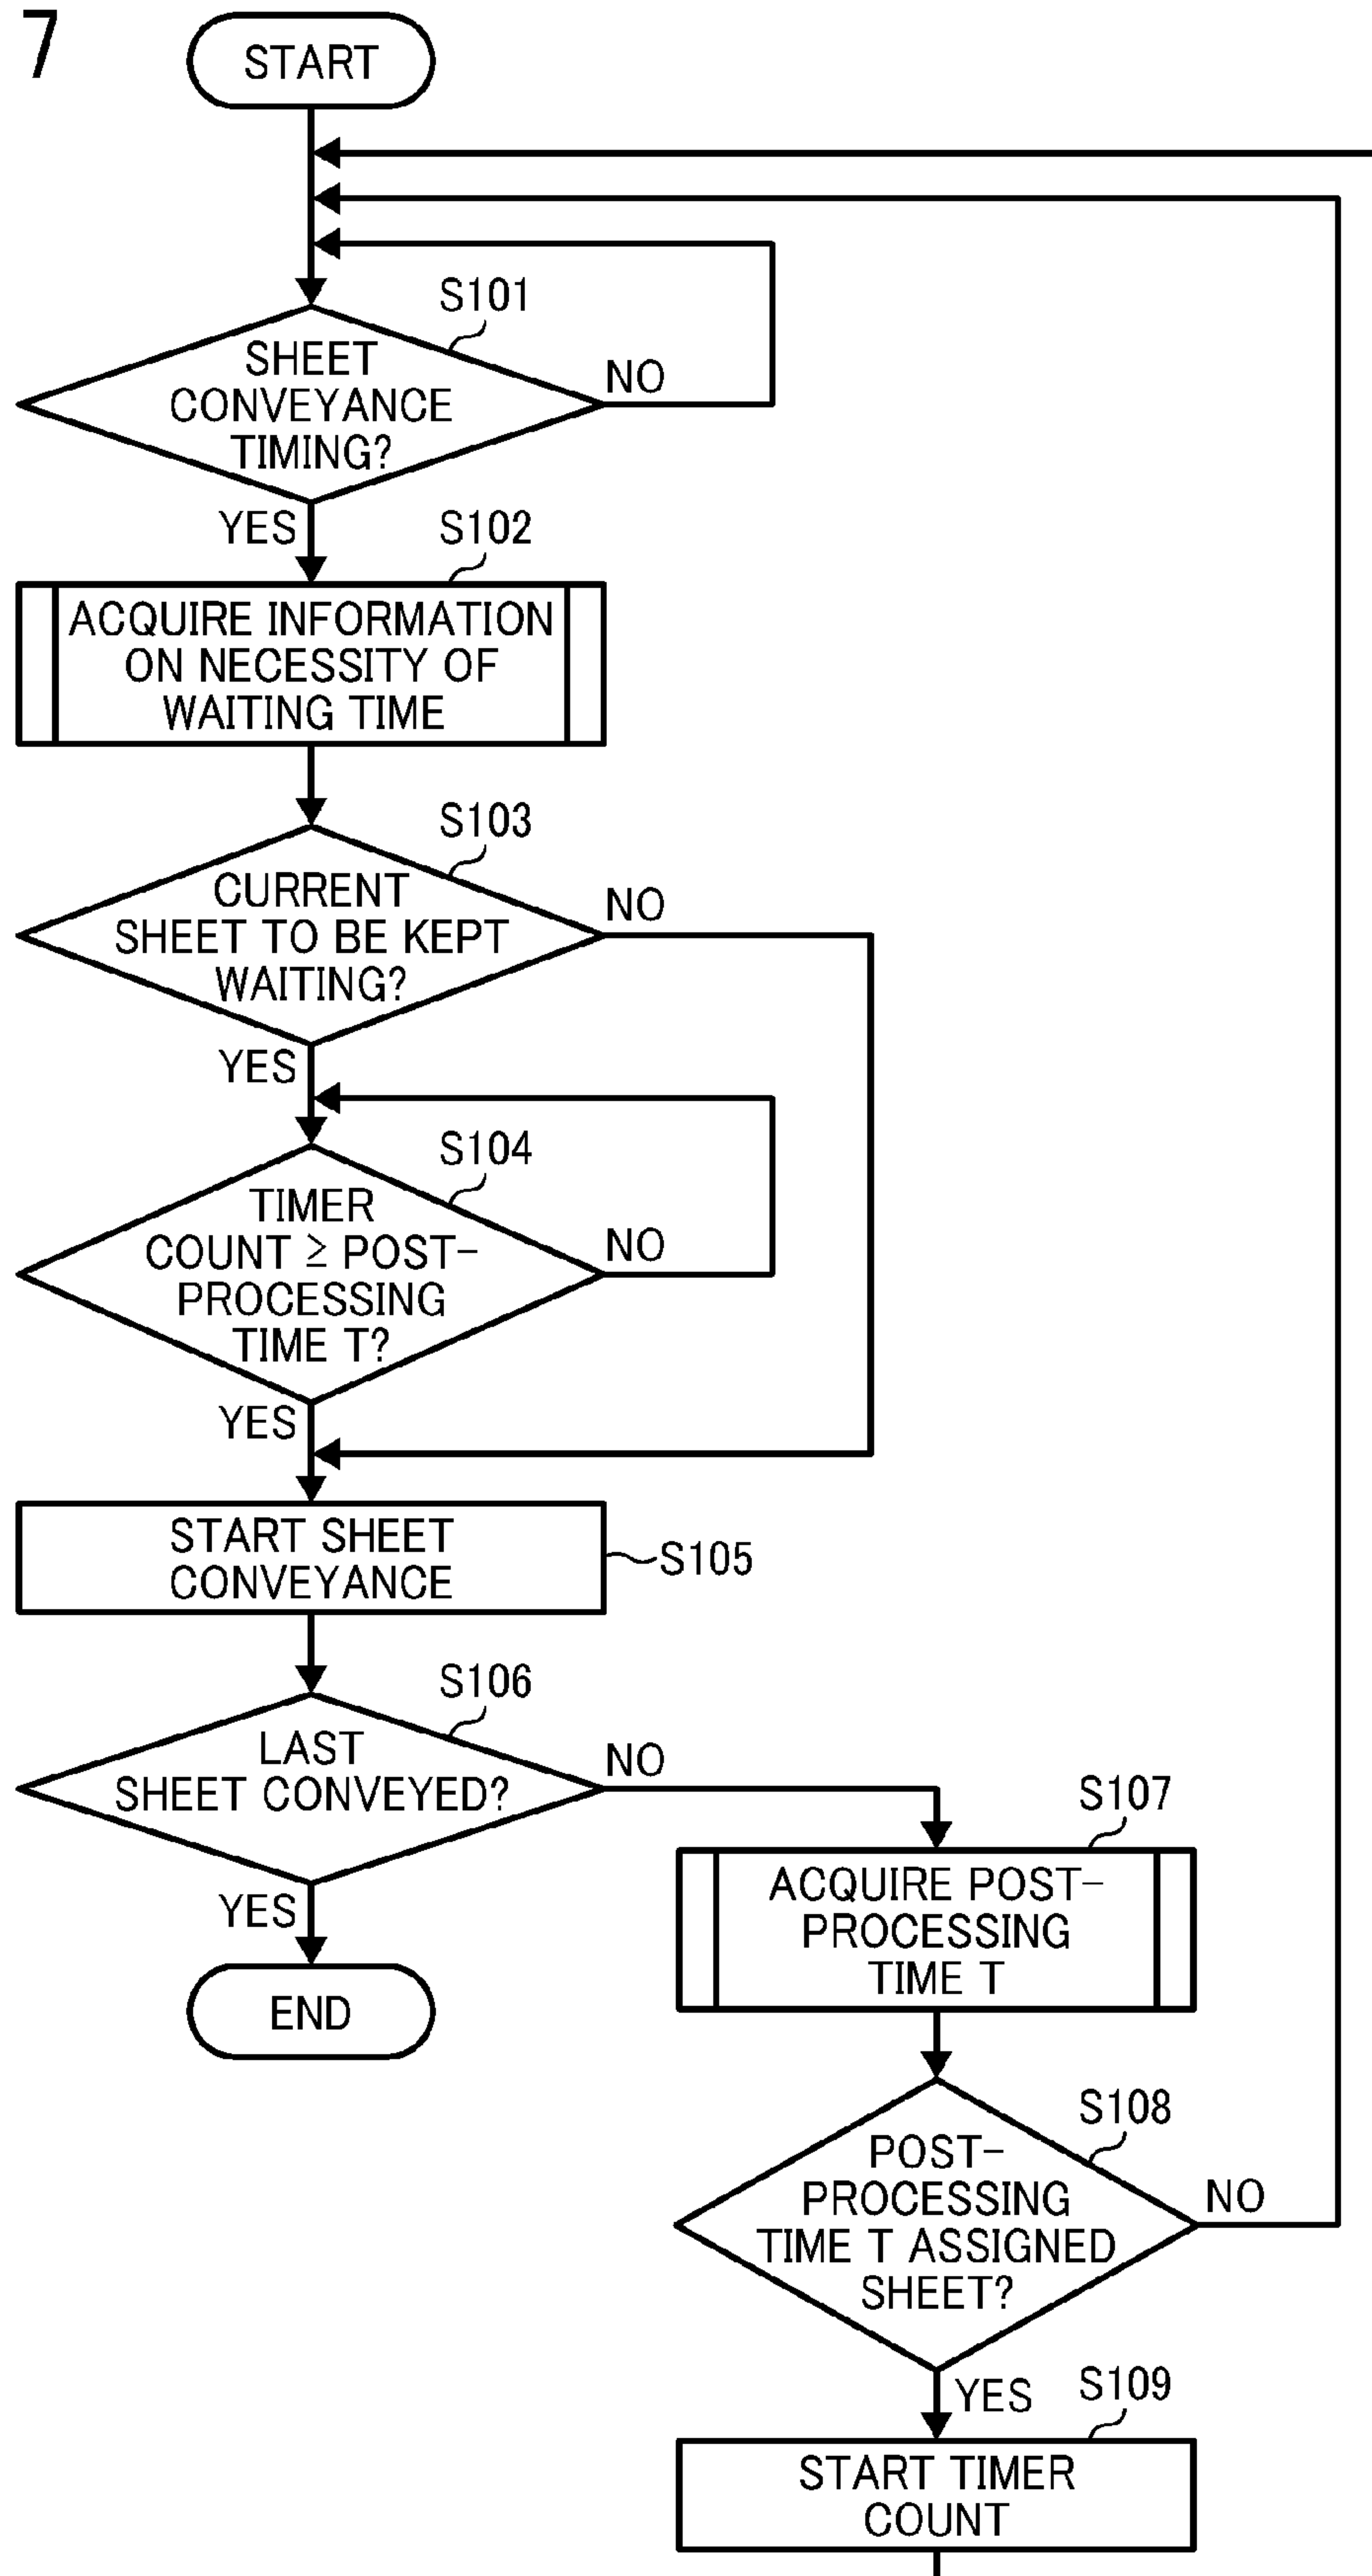 7
START
S101
SHEET
CONVEYANCE
TIMING?
NO
YES
S102
ACQUIRE INFORMATION
ON NECESSITY OF
WAITING TIME
S103
CURRENT
SHEET TO BE KEPT
WAITING?
NO
YES
S104
TIMER
COUNT ≥ POST-
PROCESSING
TIME T?
NO
YES
START SHEET
CONVEYANCE
S105
S106
LAST
SHEET CONVEYED?
NO
YES
END
S107
ACQUIRE POST-
PROCESSING
TIME T
S108
POST-
PROCESSING
TIME T ASSIGNED
SHEET?
NO
YES
S109
START TIMER
COUNT